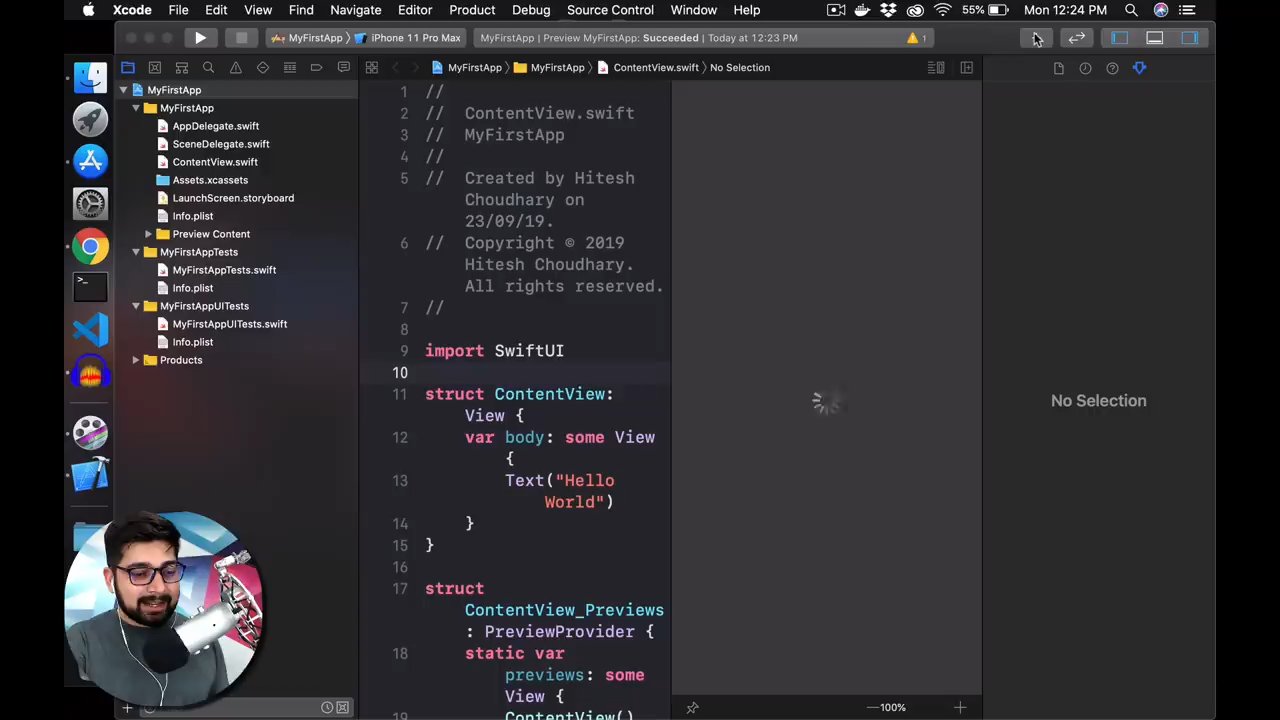 Xcode File Edit View Find Navigate Editor Product Debug Source Control Window Help 55% Mon 12:24 PM
MyFirstApp iPhone 11 Pro Max MyFirstApp | Preview MyFirstApp: Succeeded | Today at 12:23 PM 1
MyFirstApp MyFirstApp ContentView.swift No Selection
MyFirstApp
MyFirstApp
AppDelegate.swift
SceneDelegate.swift
ContentView.swift
Assets.xcassets
LaunchScreen.storyboard
Info.plist
Preview Content
MyFirstAppTests
MyFirstAppTests.swift
Info.plist
MyFirstAppUITests
MyFirstAppUITests.swift
Info.plist
Products
1 //
2 // ContentView.swift
3 // MyFirstApp
4 //
5 // Created by Hitesh
Choudhary on
23/09/19.
6 // Copyright © 2019
Hitesh Choudhary.
All rights reserved.
7 //
8
9 import SwiftUI
10
11 struct ContentView:
View {
12 var body: some View
{
13 Text("Hello
World")
14 }
15 }
16
17 struct
ContentView_Previews
: PreviewProvider {
18 static var
previews: some
View {
19 ContentView()
No Selection
100%